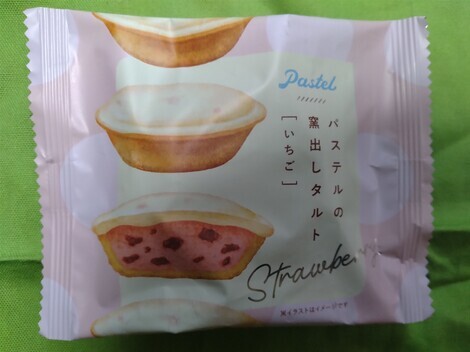 Pastel
パステルの
窯出しタルト
[いちご]
Strawberry
※イラストはイメージです